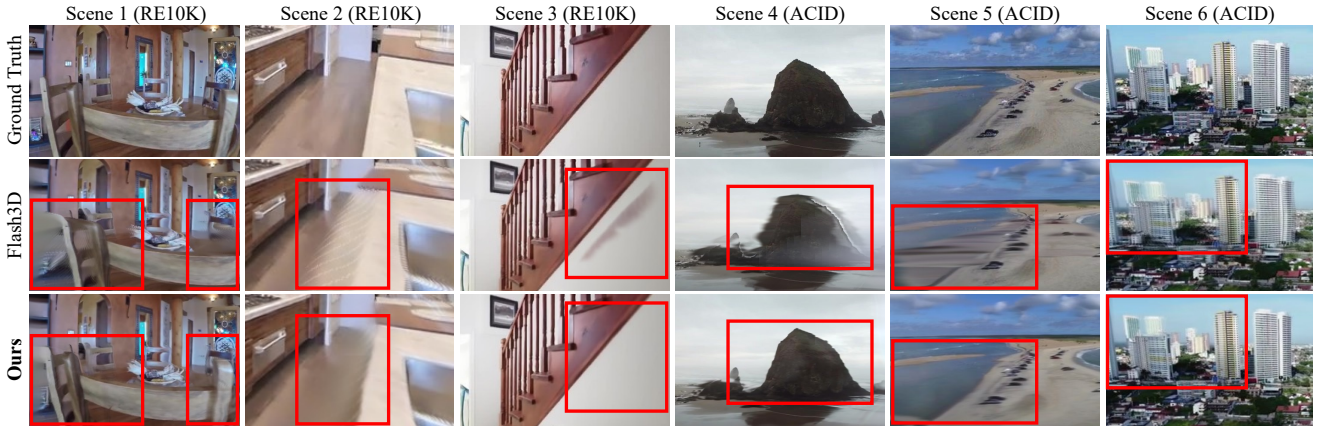 Scene 1 (RE10K)
Scene 2 (RE10K)
Scene 3 (RE10K)
Scene 4 (ACID)
Scene 5 (ACID)
Scene 6 (ACID)
Ground Truth
Flash3D
Ours